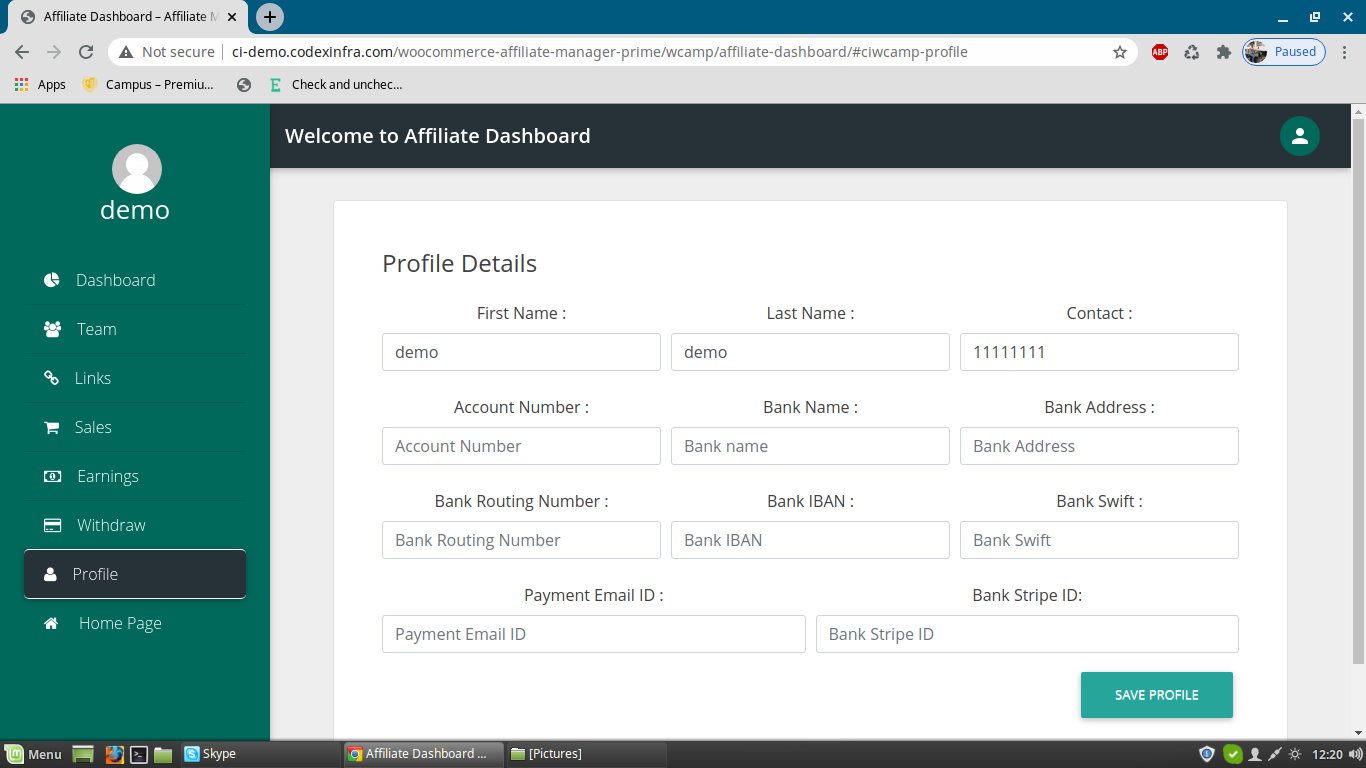 Affiliate Dashboard – Affiliate M
Not secure
ci-demo.codexinfra.com/woocommerce-affiliate-manager-prime/wcamp/affiliate-dashboard/#ciwcamp-profile
ABP
Paused
Apps
Campus – Premiu...
Check and unchec...
demo
Dashboard
Team
Links
Sales
Earnings
Withdraw
Profile
Home Page
Welcome to Affiliate Dashboard
Profile Details
First Name : Last Name : Contact :
demo demo 11111111
Account Number : Bank Name : Bank Address :
Account Number Bank name Bank Address
Bank Routing Number : Bank IBAN : Bank Swift :
Bank Routing Number Bank IBAN Bank Swift
Payment Email ID : Bank Stripe ID:
Payment Email ID Bank Stripe ID
SAVE PROFILE
Menu Skype Affiliate Dashboard ... [Pictures] 12:20